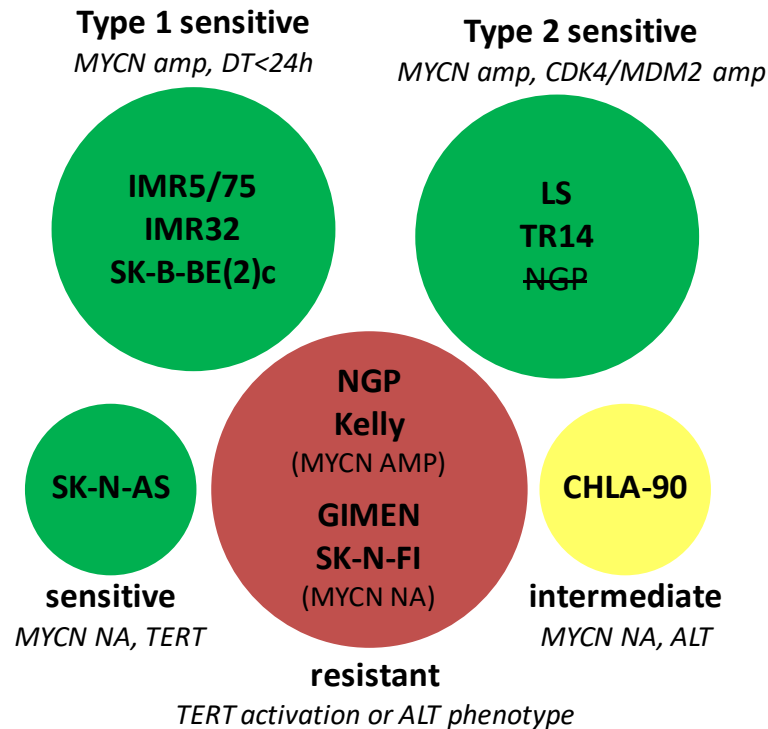 Type 1 sensitive
MYCN amp, DT<24h
Type 2 sensitive
MYCN amp, CDK4/MDM2 amp
IMR5/75
IMR32
SK-B-BE(2)c
LS
TR14
NGP
NGP
Kelly
(MYCN AMP)
GIMEN
SK-N-FI
(MYCN NA)
SK-N-AS
CHLA-90
sensitive
MYCN NA, TERT
intermediate
MYCN NA, ALT
resistant
TERT activation or ALT phenotype